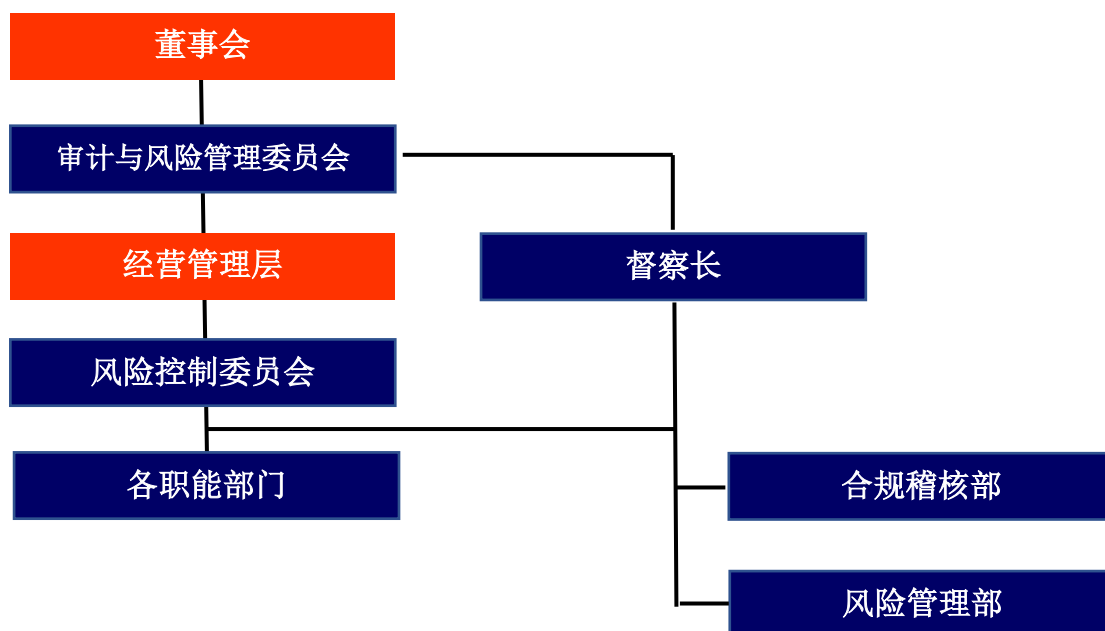 董事会
审计与风险管理委员会
经营管理层
督察长
风险控制委员会
各职能部门
合规稽核部
风险管理部